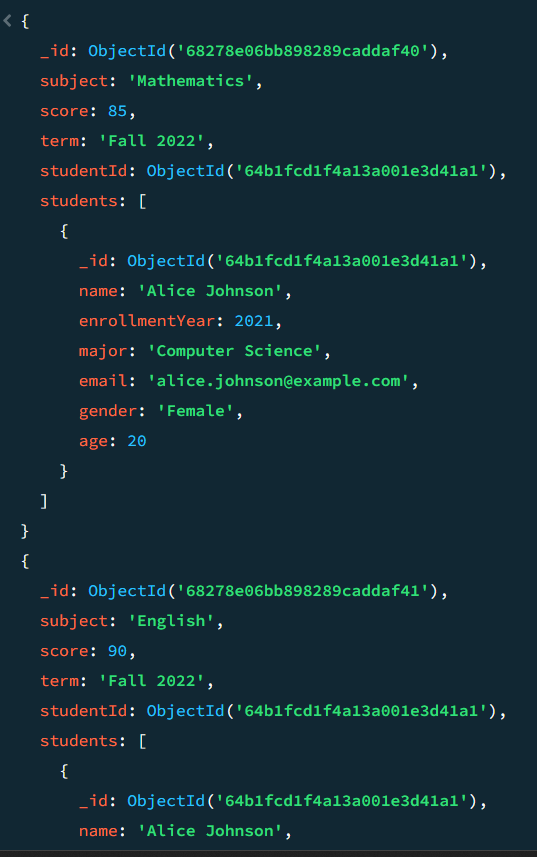 {
_id: ObjectId('68278e06bb898289caddaf40'),
subject: 'Mathematics',
score: 85,
term: 'Fall 2022',
studentId: ObjectId('64b1fcd1f4a13a001e3d41a1'),
students: [
{
_id: ObjectId('64b1fcd1f4a13a001e3d41a1'),
name: 'Alice Johnson',
enrollmentYear: 2021,
major: 'Computer Science',
email: 'alice.johnson@example.com',
gender: 'Female',
age: 20
}
]
}
{
_id: ObjectId('68278e06bb898289caddaf41'),
subject: 'English',
score: 90,
term: 'Fall 2022',
studentId: ObjectId('64b1fcd1f4a13a001e3d41a1'),
students: [
{
_id: ObjectId('64b1fcd1f4a13a001e3d41a1'),
name: 'Alice Johnson',